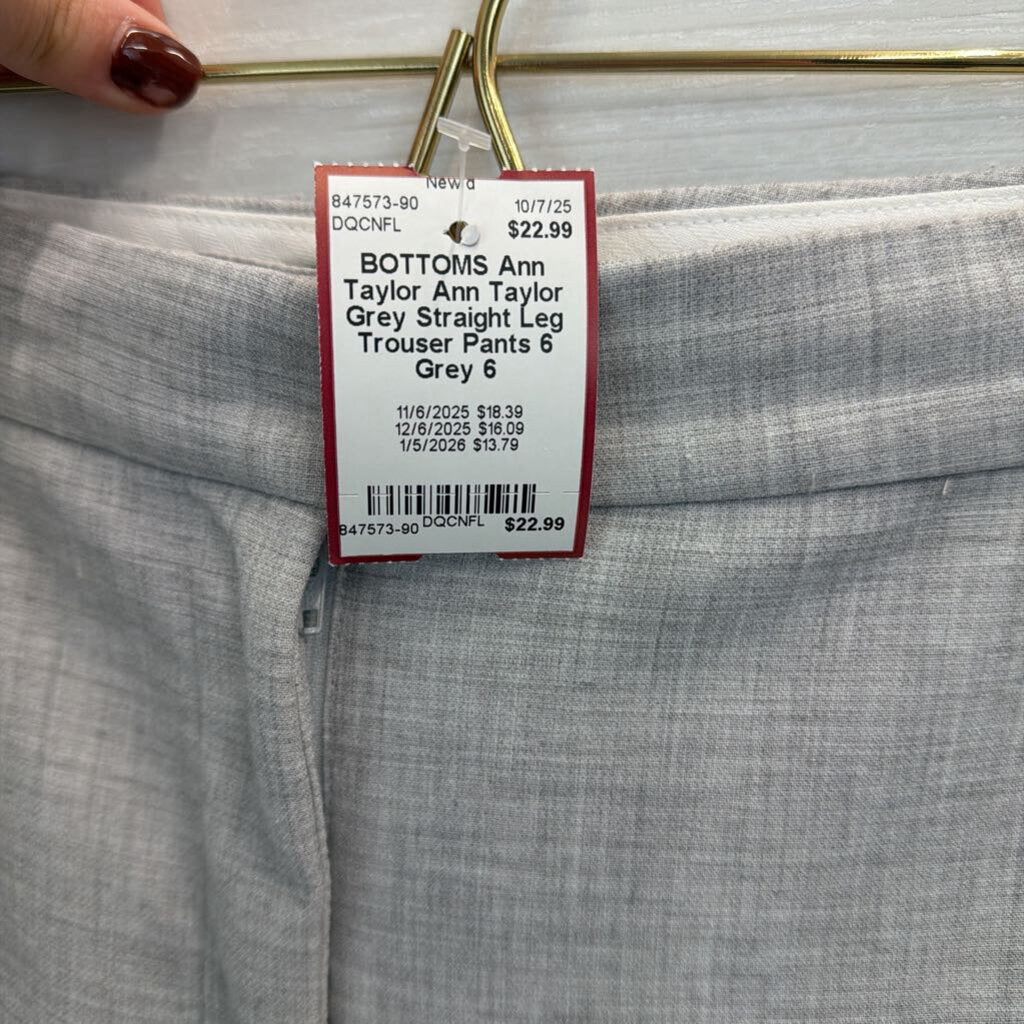 847573-90 10/7/25
DQCNFL $22.99
BOTTOMS Ann
Taylor Ann Taylor
Grey Straight Leg
Trouser Pants 6
Grey 6
11/6/2025 $18.39
12/6/2025 $16.09
1/5/2026 $13.79
847573-90 DQCNFL $22.99